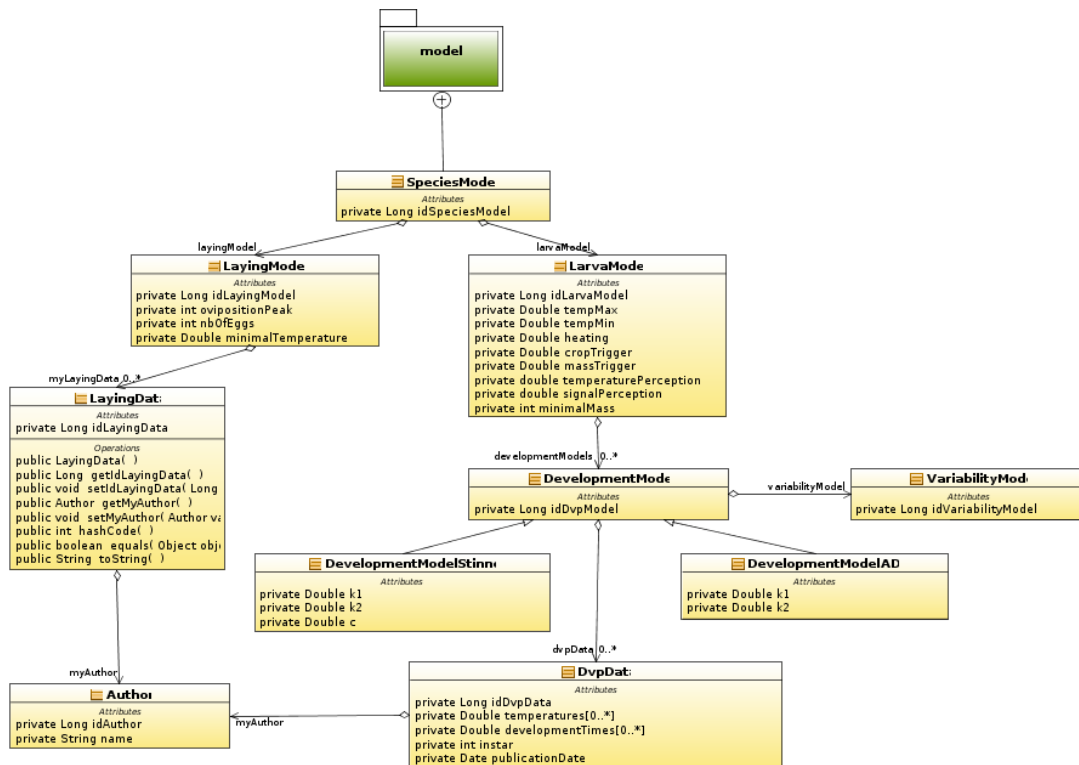 model
SpeciesMode
Attributes
private Long idSpeciesModel
layingModel
larvaModel
LayingMode
Attributes
private Long idLayingModel
private int ovipositionPeak
private int nbOfEggs
private Double minimalTemperature
LarvaMode
Attributes
private Long idLarvaModel
private Double tempMax
private Double tempMin
private Double heating
private Double cropTrigger
private Double massTrigger
private double temperaturePerception
private double signalPerception
private int minimalMass
myLayingData 0..*
LayingDat
Attributes
private Long idLayingData
Operations
public LayingData( )
public Long getIdLayingData( )
public void setIdLayingData( Long
public Author getMyAuthor( )
public void setMyAuthor( Author va
public int hashCode( )
public boolean equals( Object obj
public String toString( )
developmentModels 0..*
DevelopmentMode
Attributes
private Long idDvpModel
variabilityModel
VariabilityMod
Attributes
private Long idVariabilityModel
DevelopmentModelStinn
Attributes
private Double k1
private Double k2
private Double c
DevelopmentModelAD
Attributes
private Double k1
private Double k2
dvpData 0..*
myAuthor
Author
Attributes
private Long idAuthor
private String name
myAuthor
DvpDat
Attributes
private Long idDvpData
private Double temperatures[0..*]
private Double developmentTimes[0..*]
private int instar
private Date publicationDate